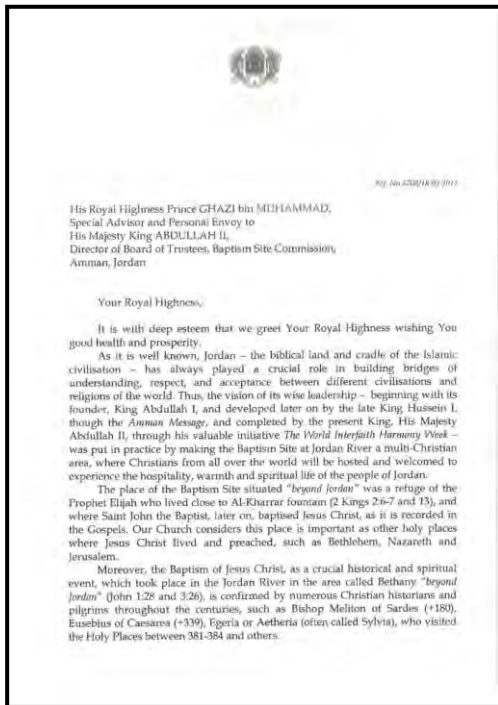 His Royal Highness Prince GHAZI bin MUHAMMAD,
Special Advisor and Personal Envoy to
His Majesty King ABDULLAH II,
Director of Board of Trustees, Baptism Site Commission,
Amman, Jordan
Your Royal Highness,
It is with deep esteem that we greet Your Royal Highness wishing You
good health and prosperity.
As it is well known, Jordan – the biblical land and cradle of the Islamic
civilisation – has always played a crucial role in building bridges of
understanding, respect, and acceptance between different civilisations and
religions of the world. Thus, the vision of its wise leadership – beginning with its
founder, King Abdullah I, and developed later on by the late King Hussein I,
though the Amman Message, and completed by the present King, His Majesty
Abdullah II, through his valuable initiative The World Interfaith Harmony Week –
was put in practice by making the Baptism Site at Jordan River a multi-Christian
area, where Christians from all over the world will be hosted and welcomed to
experience the hospitality, warmth and spiritual life of the people of Jordan.
The place of the Baptism Site situated "beyond Jordan" was a refuge of the
Prophet Elijah who lived close to Al-Kharrar fountam (2 Kings 2:6-7 and 13), and
where Saint John the Baptist, later on, baptised Jesus Christ, as it is recorded in
the Gospels. Our Church considers this place is important as other holy places
where Jesus Christ lived and preached, such as Bethlehem, Nazareth and
Jerusalem.
Moreover, the Baptism of Jesus Christ, as a crucial historical and spiritual
event, which took place in the Jordan River in the area called Bethany "beyond
Jordan" (John 1:28 and 3:26), is confirmed by numerous Christian historians and
pilgrims throughout the centuries, such as Bishop Meliton of Sardes (+180),
Eusebius of Caesarea (+339), Egeria or Aetheria (often called Sylvia), who visited
the Holy Places between 381-384 and others.